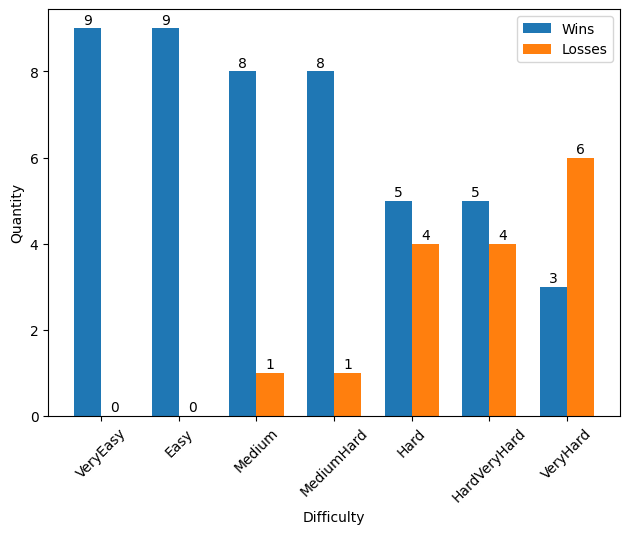 Wins
Losses
9
0
9
0
8
1
8
1
5
4
5
4
3
6
8
6
4
2
0
Quantity
VeryEasy
Easy
Medium
MediumHard
Hard
HardVeryHard
VeryHard
Difficulty